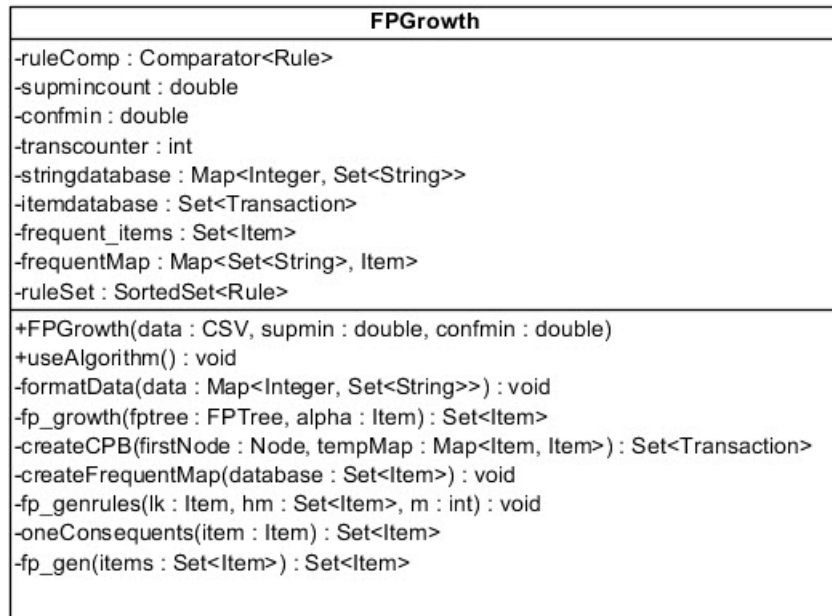 FPGrowth
-ruleComp : Comparator<Rule>
-supmincount : double
-confmin : double
-transcounter : int
-stringdatabase : Map<Integer, Set<String>>
-itemdatabase : Set<Transaction>
-frequent_items : Set<Item>
-frequentMap : Map<Set<String>, Item>
-ruleSet : SortedSet<Rule>
+FPGrowth(data : CSV, supmin : double, confmin : double)
+useAlgorithm() : void
-formatData(data : Map<Integer, Set<String>>) : void
-fp_growth(fptree : FPTree, alpha : Item) : Set<Item>
-createCPB(firstNode : Node, tempMap : Map<Item, Item>) : Set<Transaction>
-createFrequentMap(database : Set<Item>) : void
-fp_genrules(lk : Item, hm : Set<Item>, m : int) : void
-oneConsequents(item : Item) : Set<Item>
-fp_gen(items : Set<Item>) : Set<Item>